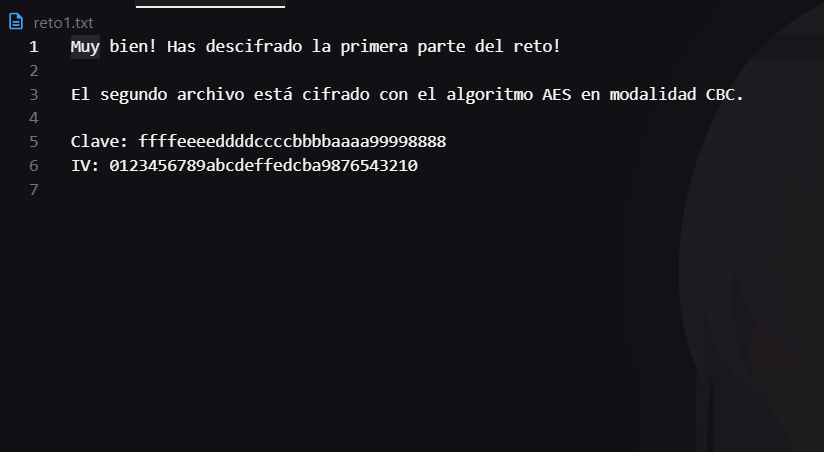 reto1.txt
1 Muy bien! Has descifrado la primera parte del reto!
2
3 El segundo archivo está cifrado con el algoritmo AES en modalidad CBC.
4
5 Clave: ffffeeeeddddccccbbbbaaaa99998888
6 IV: 0123456789abcdeffedcba9876543210
7